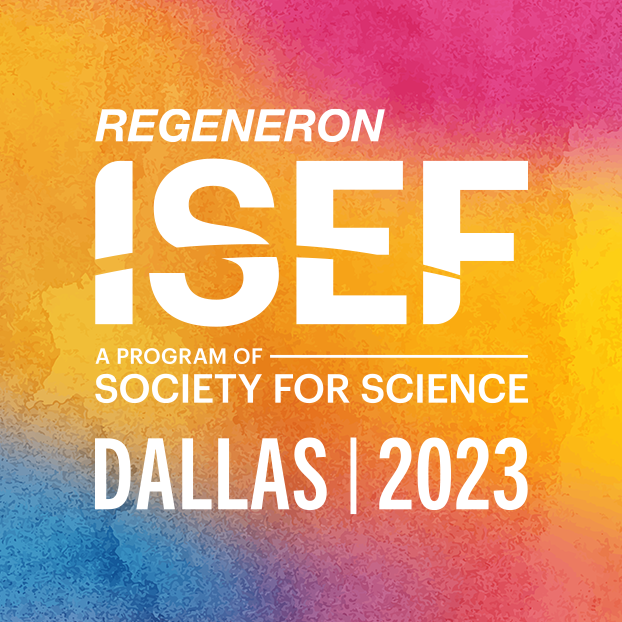 REGENERON
ISEF
A PROGRAM OF
SOCIETY FOR SCIENCE
DALLAS | 2023